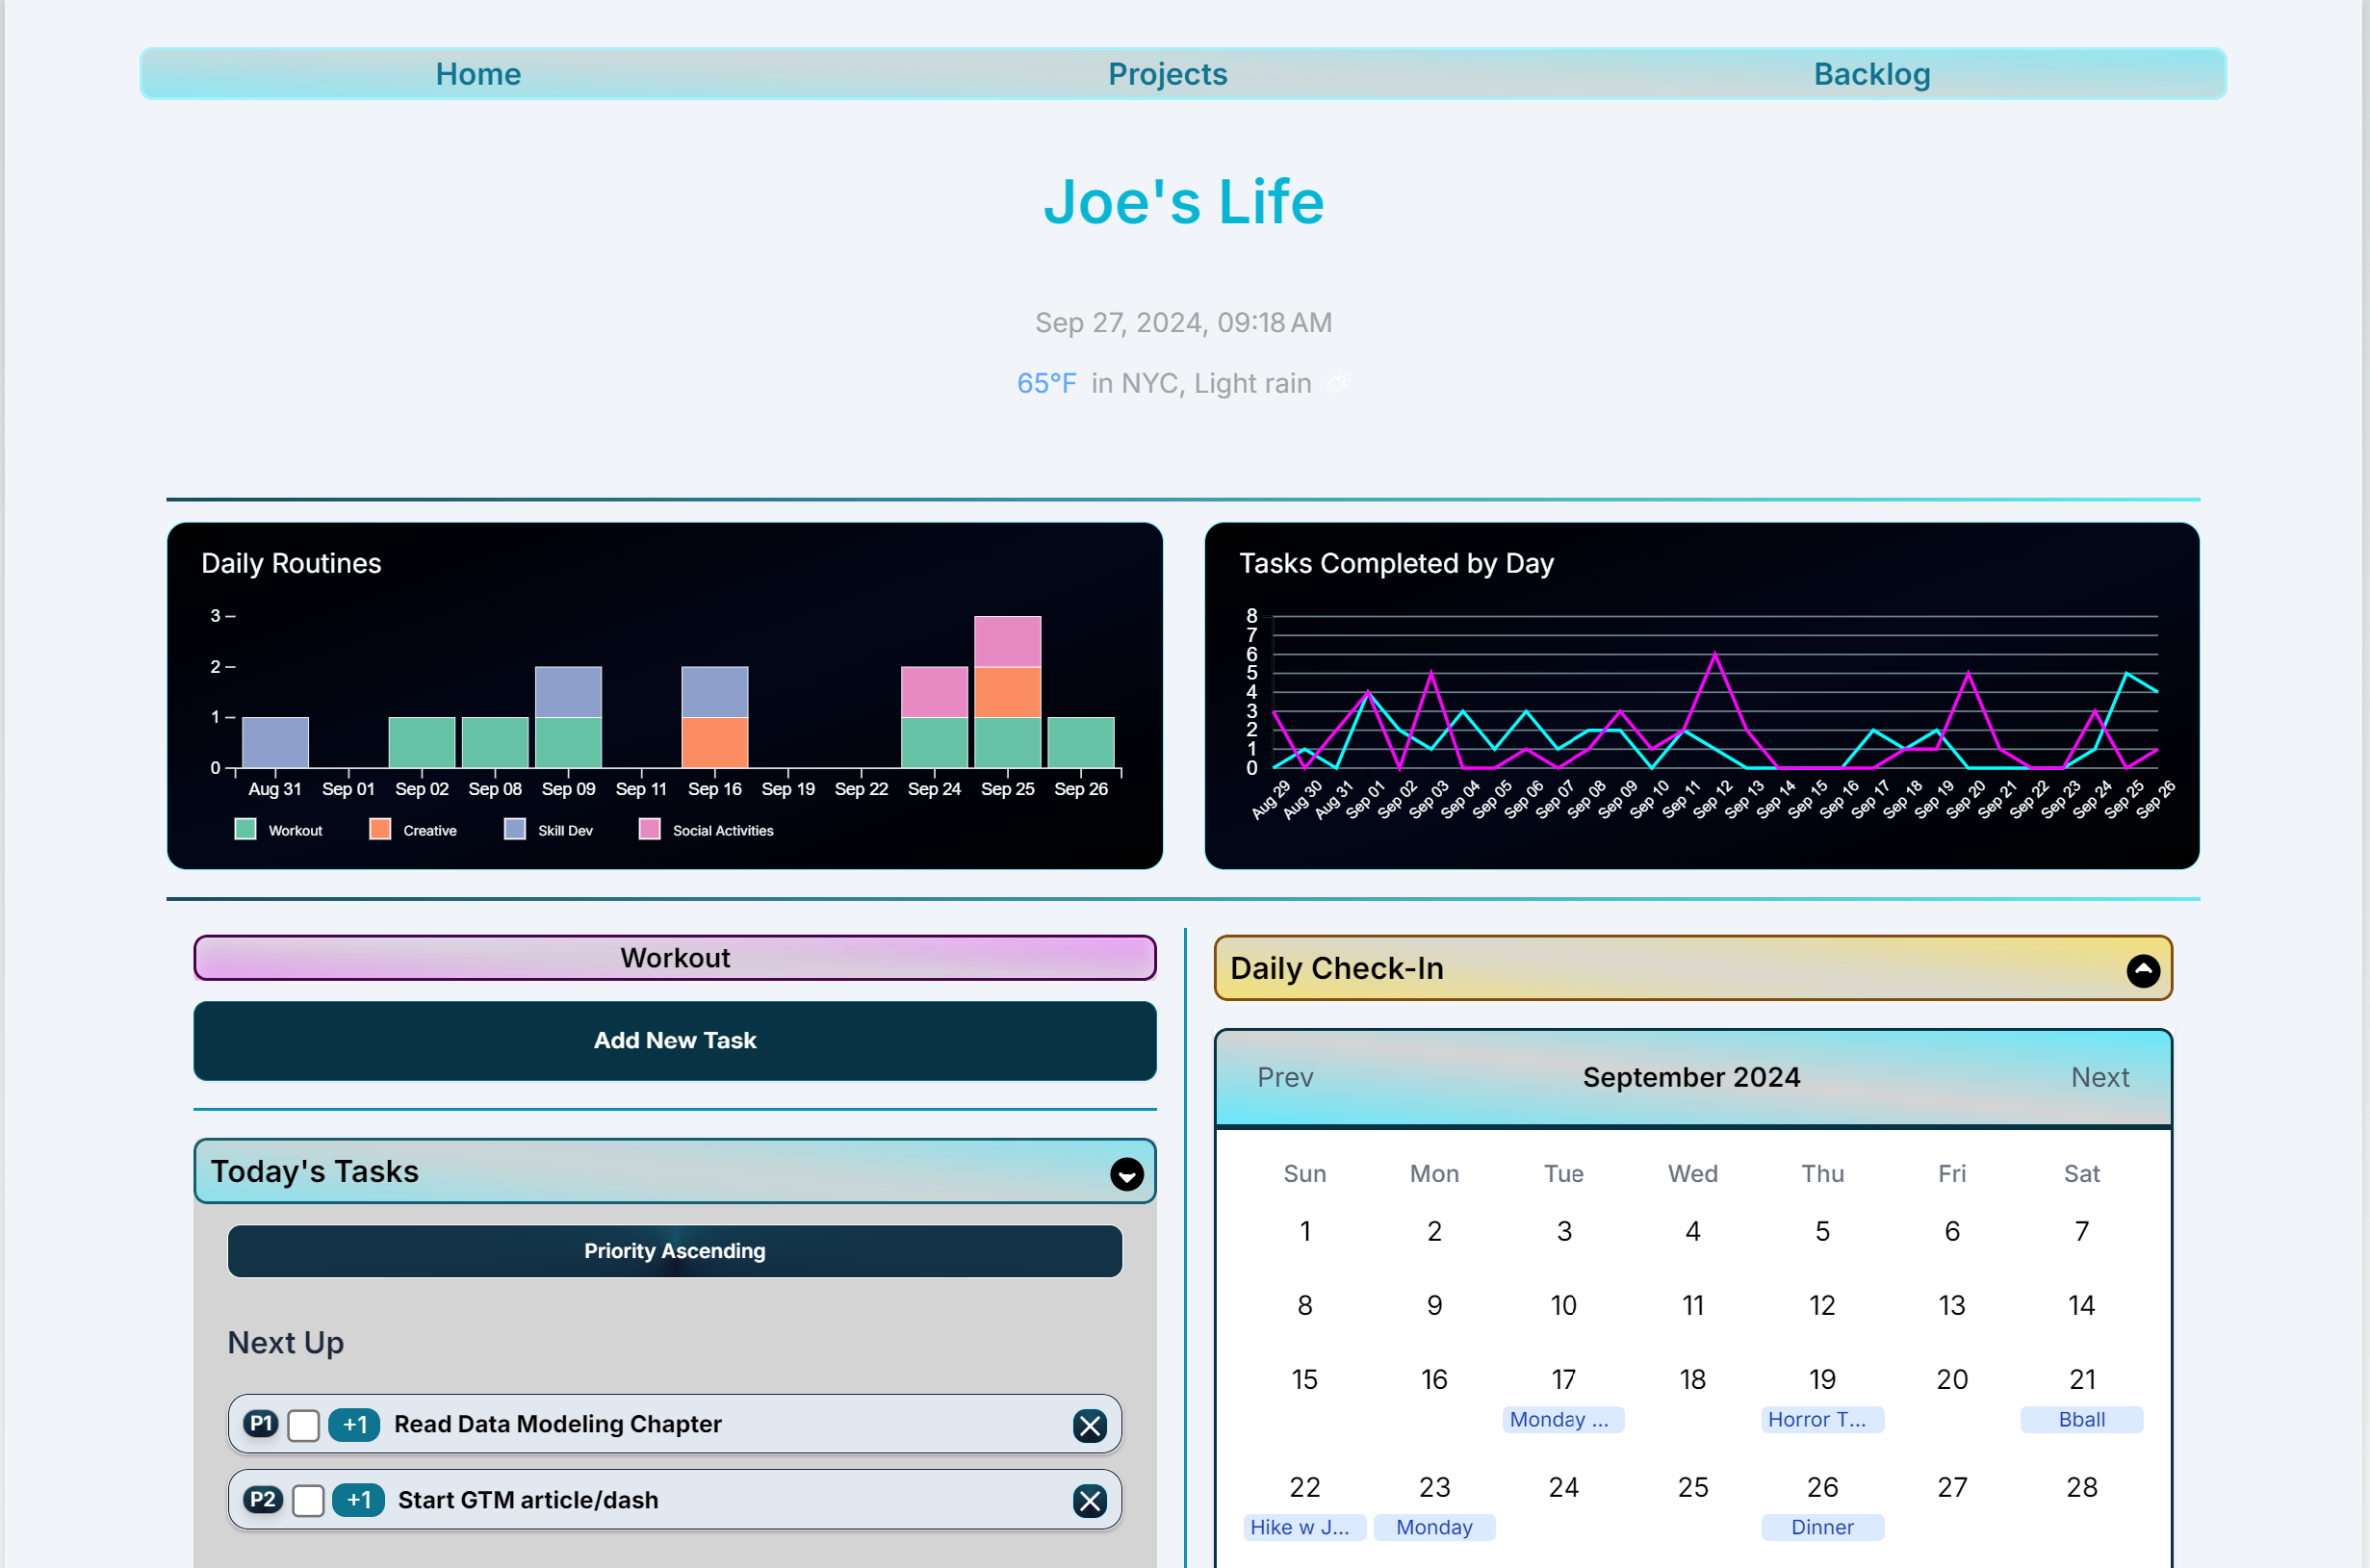 Home Projects Backlog
Joe's Life
Sep 27, 2024, 09:18 AM
65°F in NYC, Light rain
Daily Routines
3
2
1
0
Aug 31 Sep 01 Sep 02 Sep 08 Sep 09 Sep 11 Sep 16 Sep 19 Sep 22 Sep 24 Sep 25 Sep 26
Workout Creative Skill Dev Social Activities
Tasks Completed by Day
8
7
6
5
4
3
2
1
0
Aug 29 Aug 30 Aug 31 Sep 01 Sep 02 Sep 03 Sep 04 Sep 05 Sep 06 Sep 07 Sep 08 Sep 09 Sep 10 Sep 11 Sep 12 Sep 13 Sep 14 Sep 15 Sep 16 Sep 17 Sep 18 Sep 19 Sep 20 Sep 21 Sep 22 Sep 23 Sep 24 Sep 25 Sep 26
Workout
Add New Task
Today's Tasks
Priority Ascending
Next Up
P1 +1 Read Data Modeling Chapter
P2 +1 Start GTM article/dash
Daily Check-In
Prev September 2024 Next
Sun Mon Tue Wed Thu Fri Sat
1 2 3 4 5 6 7
8 9 10 11 12 13 14
15 16 17 18 19 20 21
Monday ... Horror T... Bball
22 23 24 25 26 27 28
Hike w J... Monday Dinner